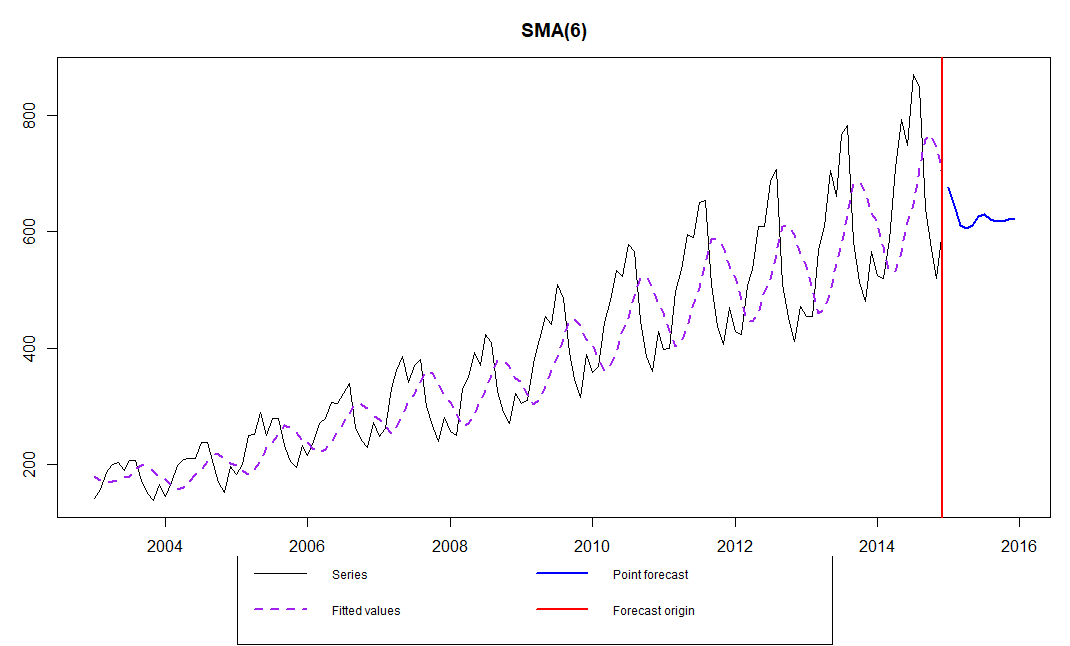 SMA(6)
800
600
400
200
2004 2006 2008 2010 2012 2014 2016
Series Point forecast
Fitted values Forecast origin